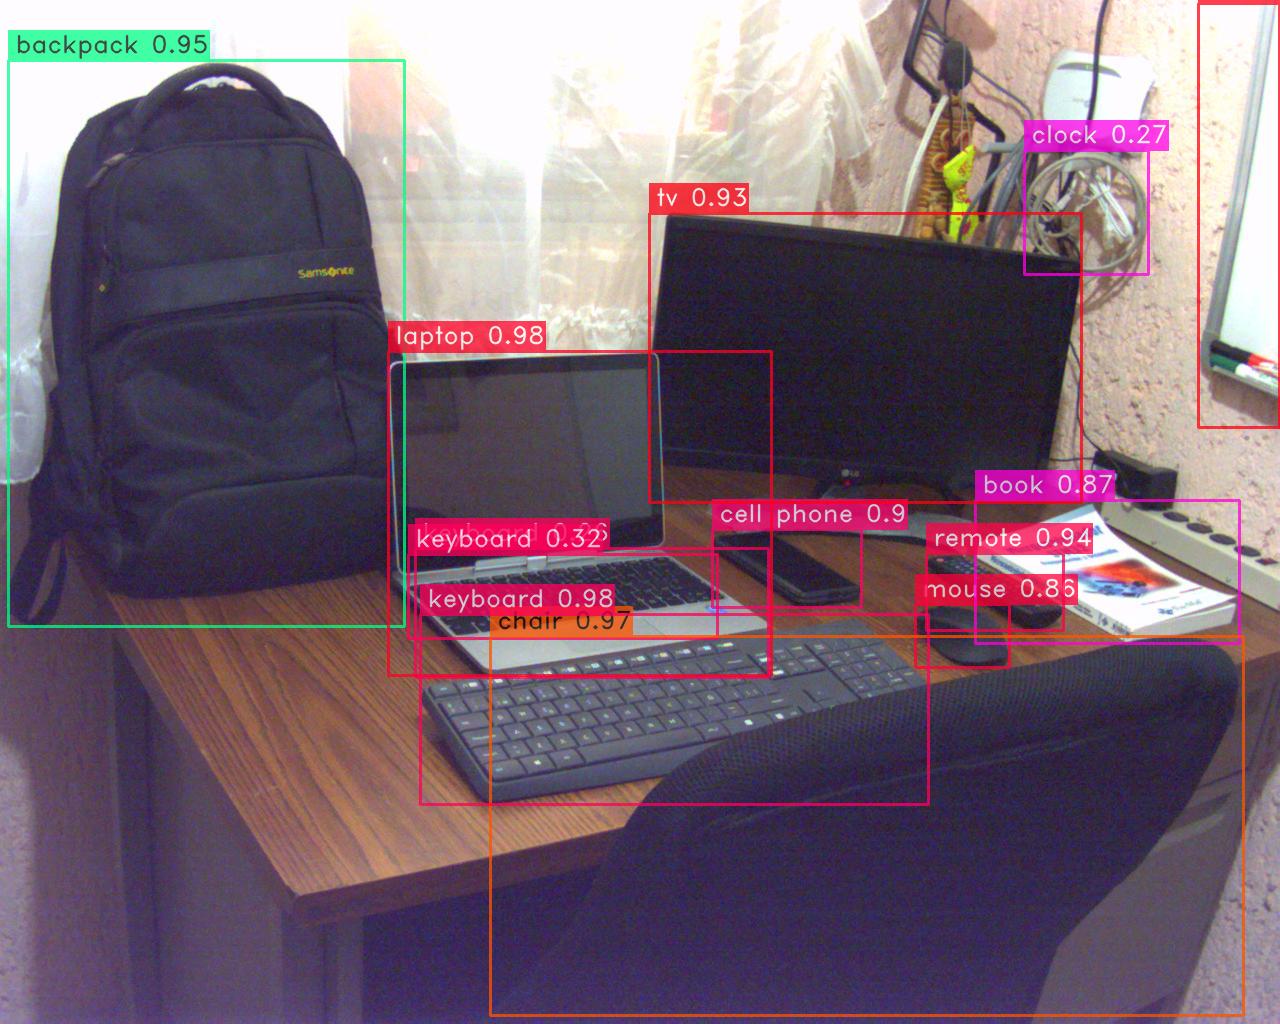 backpack 0.95
clock 0.27
tv 0.93
Samsonite
laptop 0.98
LG
book 0.87
cell phone 0.9
keyboard 0.32
remote 0.94
mouse 0.86
keyboard 0.98
chair 0.97